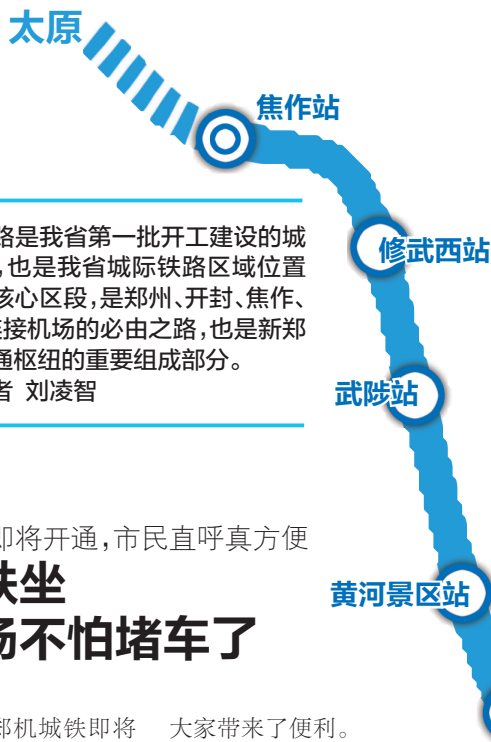 太原
焦作站
修武西站
武陟站
黄河景区站
路是我省第一批开工建设的城
,也是我省城际铁路区域位置
核心区段,是郑州、开封、焦作、
连接机场的必由之路,也是新郑
通枢纽的重要组成部分。
者 刘凌智
即将开通,市民直呼真方便
铁坐
场不怕堵车了
郑机城铁即将 大家带来了便利。